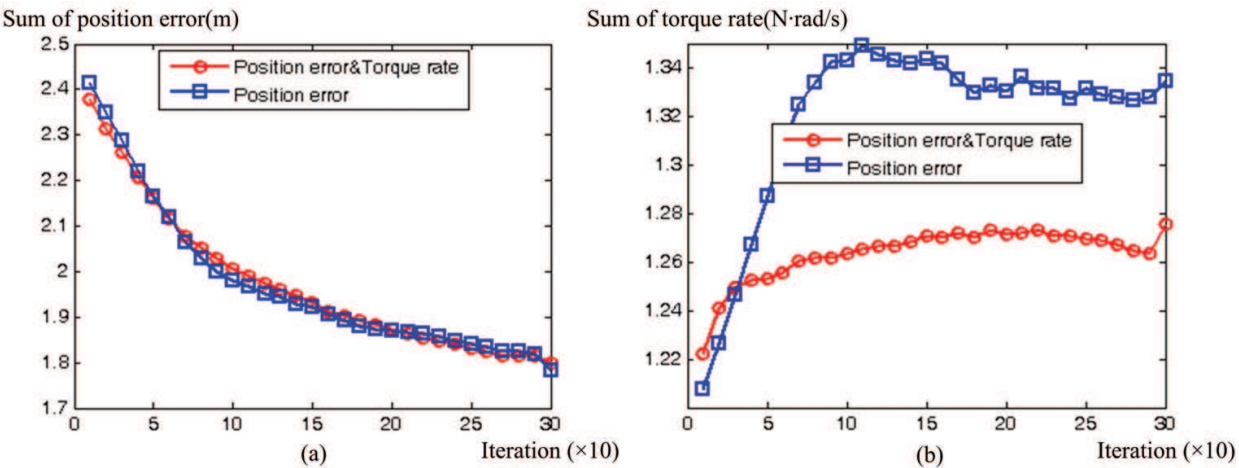 Sum of position error(m)
2.5
2.4
2.3
2.2
2.1
2
1.9
1.8
1.7
Position error&Torque rate
Position error
0 5 10 15 20 25 30
(a) Iteration (×10)
Sum of torque rate(N·rad/s)
1.34
1.32
1.3
1.28
1.26
1.24
1.22
Position error&Torque rate
Position error
0 5 10 15 20 25 30
(b) Iteration (×10)